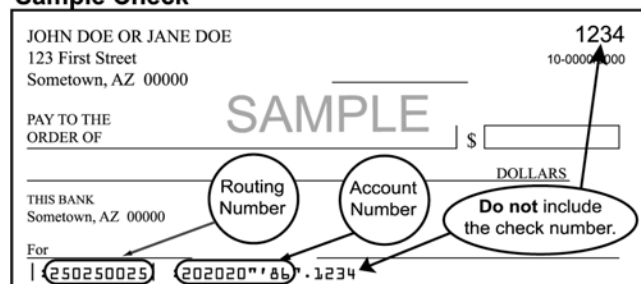 Sample Check
JOHN DOE OR JANE DOE
1234
123 First Street
Sometown, AZ 00000
SAMPLE
PAY TO THE
ORDER OF
$
DOLLARS
THIS BANK
Sometown, AZ 00000
Routing
Number
Account
Number
Do not include
the check number.
For
250250025 202020"'86".1234